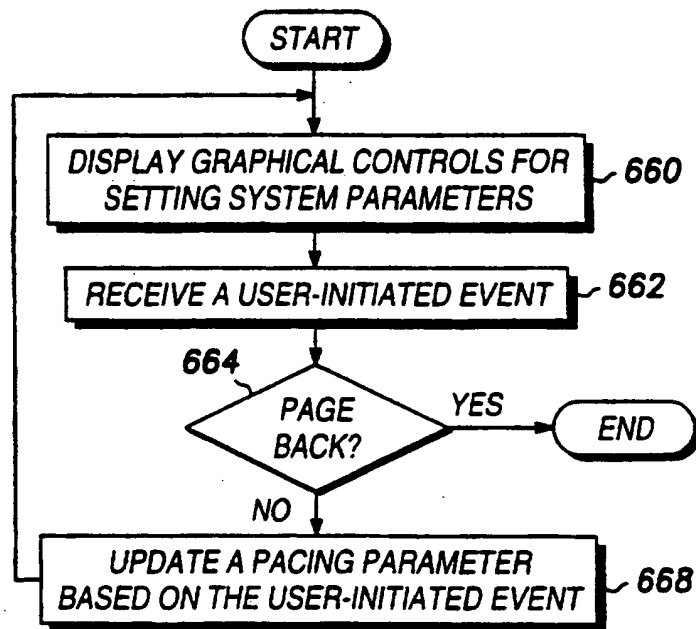 START
DISPLAY GRAPHICAL CONTROLS FOR
SETTING SYSTEM PARAMETERS
660
RECEIVE A USER-INITIATED EVENT
662
664
PAGE
BACK?
YES
END
NO
UPDATE A PACING PARAMETER
BASED ON THE USER-INITIATED EVENT
668